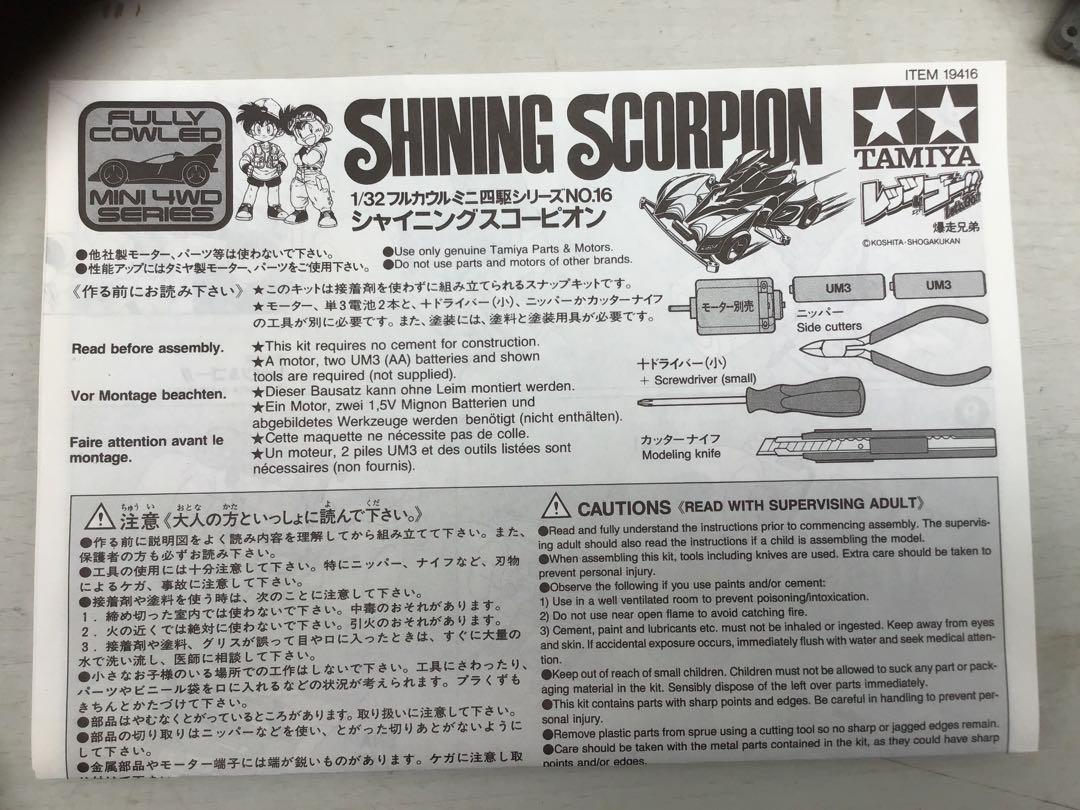 ITEM 19416
FULLY
COWLED
MINI 4WD
SERIES
SHINING SCORPION
1/32 フルカウルミニ四駆シリーズNO.16
シャイニングスコーピオン
TAMIYA
レッツ&ゴー!!
Let's & Go!!
爆走兄弟
©KOSHITA·SHOGAKUKAN
●他社製モーター、パーツ等は使わないで下さい。
●性能アップにはタミヤ製モーター、パーツをご使用下さい。
●Use only genuine Tamiya Parts & Motors.
●Do not use parts and motors of other brands.
《作る前にお読み下さい》
★このキットは接着剤を使わずに組み立てられるスナップキットです。
★モーター、単3電池2本と、+ドライバー(小)、ニッパーかカッターナイフ
の工具が別に必要です。また、塗装には、塗料と塗装用具が必要です。
Read before assembly.
★This kit requires no cement for construction.
★A motor, two UM3 (AA) batteries and shown
tools are required (not supplied).
Vor Montage beachten.
★Dieser Bausatz kann ohne Leim montiert werden.
★Ein Motor, zwei 1,5V Mignon Batterien und
abgebildetes Werkzeuge werden benötigt (nicht enthälten).
Faire attention avant le
montage.
★Cette maquette ne nécessite pas de colle.
★Un moteur, 2 piles UM3 et des outils listées sont
nécessaires (non fournis).
モーター別売
UM3
UM3
ニッパー
Side cutters
+ドライバー(小)
+ Screwdriver (small)
カッターナイフ
Modeling knife
注意《大人の方といっしょに読んで下さい。》
ちゅうい おとな かた よ くだ
●作る前に説明図をよく読み内容を理解してから組み立てて下さい。また、
保護者の方も必ずお読み下さい。
●工具の使用には十分注意して下さい。特にニッパー、ナイフなど、刃物
によるケガ、事故に注意して下さい。
●接着剤や塗料を使う時は、次のことに注意して下さい。
1．締め切った室内では使わないで下さい。中毒のおそれがあります。
2．火の近くでは絶対に使わないで下さい。引火のおそれがあります。
3．接着剤や塗料、グリスが誤って目や口に入ったときは、すぐに大量の
水で洗い流し、医師に相談して下さい。
●小さなお子様のいる場所での工作はしないで下さい。工具にさわったり、
パーツやビニール袋を口に入れるなどの状況が考えられます。プラくずも
きちんとかたづけて下さい。
●部品はやむなくとがっているところがあります。取り扱いに注意して下さい。
●部品の切り取りはニッパーなどを使い、とがった切りあとがないように
して下さい。
●金属部品やモーター端子には端が鋭いものがあります。ケガに注意し取
CAUTIONS《READ WITH SUPERVISING ADULT》
●Read and fully understand the instructions prior to commencing assembly. The supervis-
ing adult should also read the instructions if a child is assembling the model.
●When assembling this kit, tools including knives are used. Extra care should be taken to
prevent personal injury.
●Observe the following if you use paints and/or cement:
1) Use in a well ventilated room to prevent poisoning/intoxication.
2) Do not use near open flame to avoid catching fire.
3) Cement, paint and lubricants etc. must not be inhaled or ingested. Keep away from eyes
and skin. If accidental exposure occurs, immediately flush with water and seek medical atten-
tion.
●Keep out of reach of small children. Children must not be allowed to suck any part or pack-
aging material in the kit. Sensibly dispose of the left over parts immediately.
●This kit contains parts with sharp points and edges. Be careful in handling to prevent per-
sonal injury.
●Remove plastic parts from sprue using a cutting tool so no sharp or jagged edges remain.
●Care should be taken with the metal parts contained in the kit, as they could have sharp
points and/or edges.